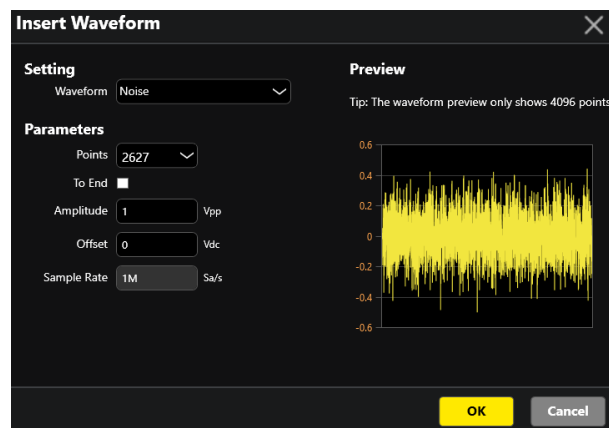 Insert Waveform
Setting
Waveform Noise
Parameters
Points 2627
To End
Amplitude 1 Vpp
Offset 0 Vdc
Sample Rate 1M Sa/s
Preview
Tip: The waveform preview only shows 4096 points
0.6
0.4
0.2
0
-0.2
-0.4
-0.6
OK Cancel